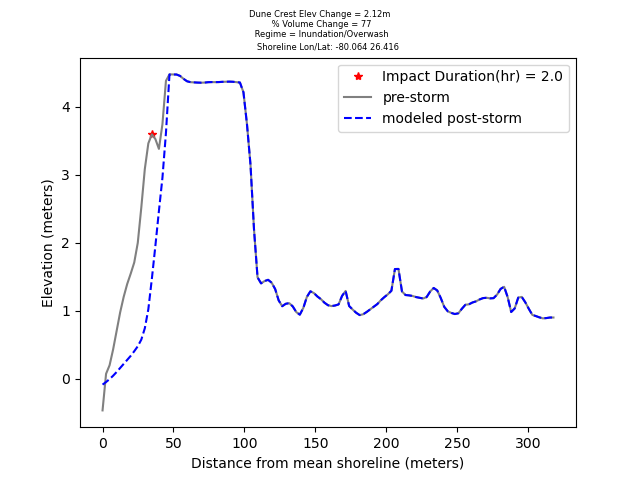 Dune Crest Elev Change = 2.12m
% Volume Change = 77
Regime = Inundation/Overwash
Shoreline Lon/Lat: -80.064 26.416
Impact Duration(hr) = 2.0
pre-storm
modeled post-storm
Elevation (meters)
4
3
2
1
0
0 50 100 150 200 250 300
Distance from mean shoreline (meters)